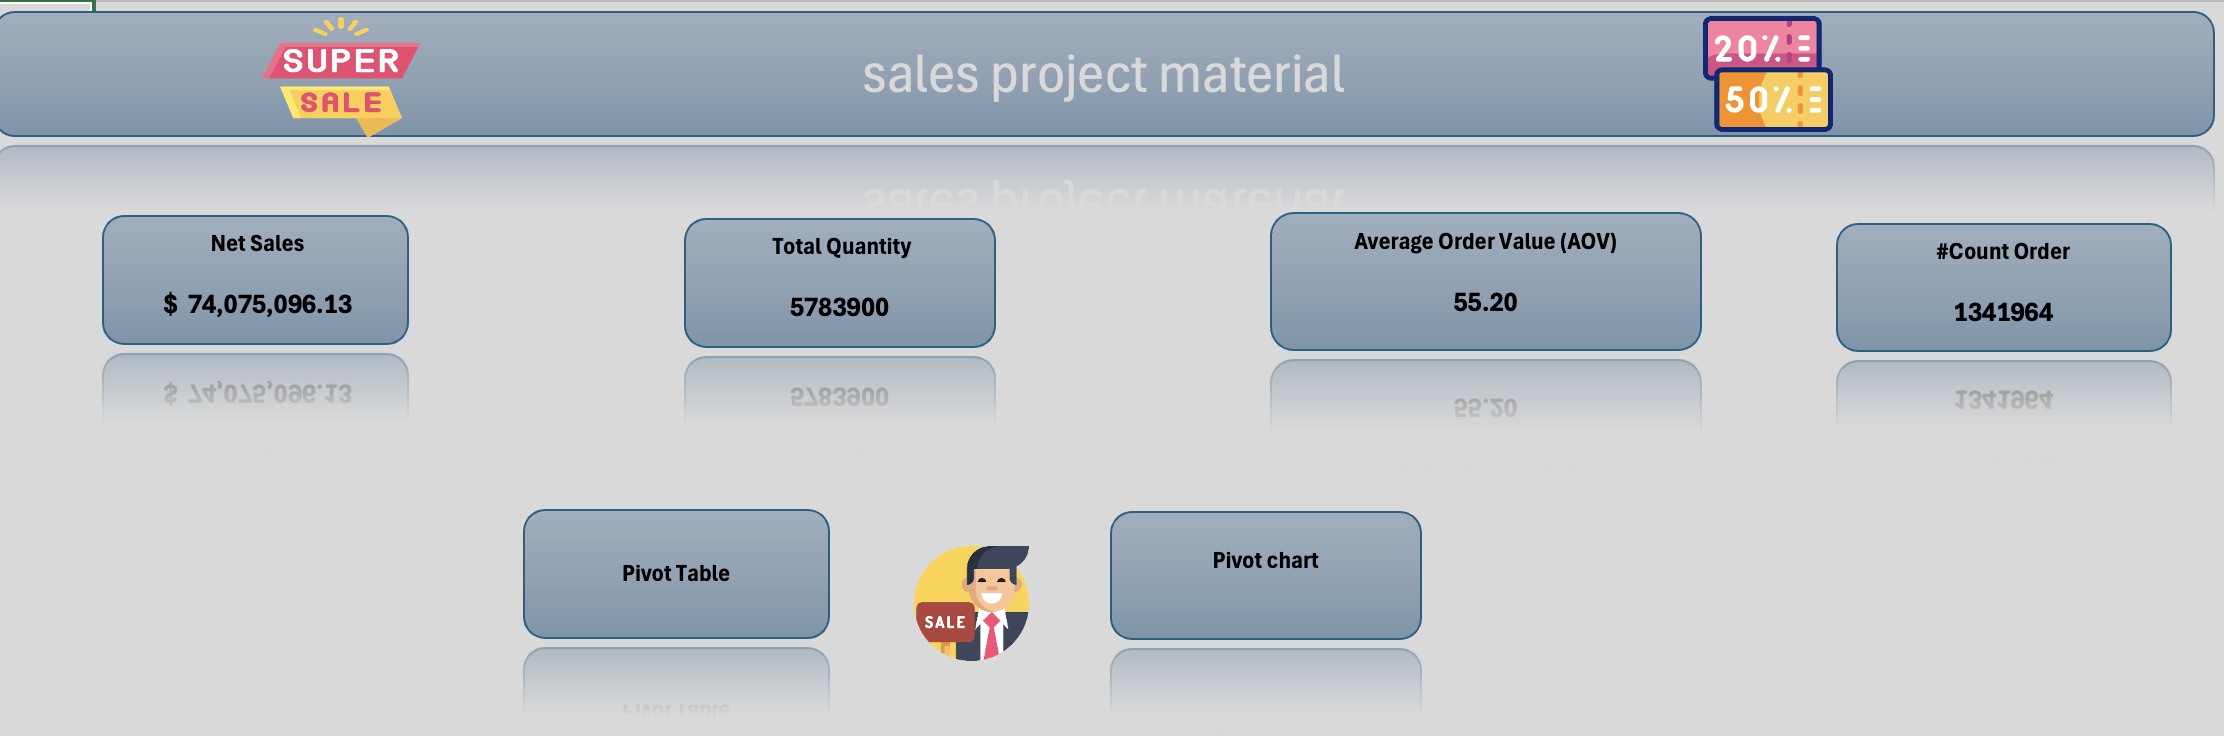 SUPER
SALE
sales project material
20%
50%
Net Sales
$ 74,075,096.13
Total Quantity
5783900
Average Order Value (AOV)
55.20
#Count Order
1341964
Pivot Table
SALE
Pivot chart